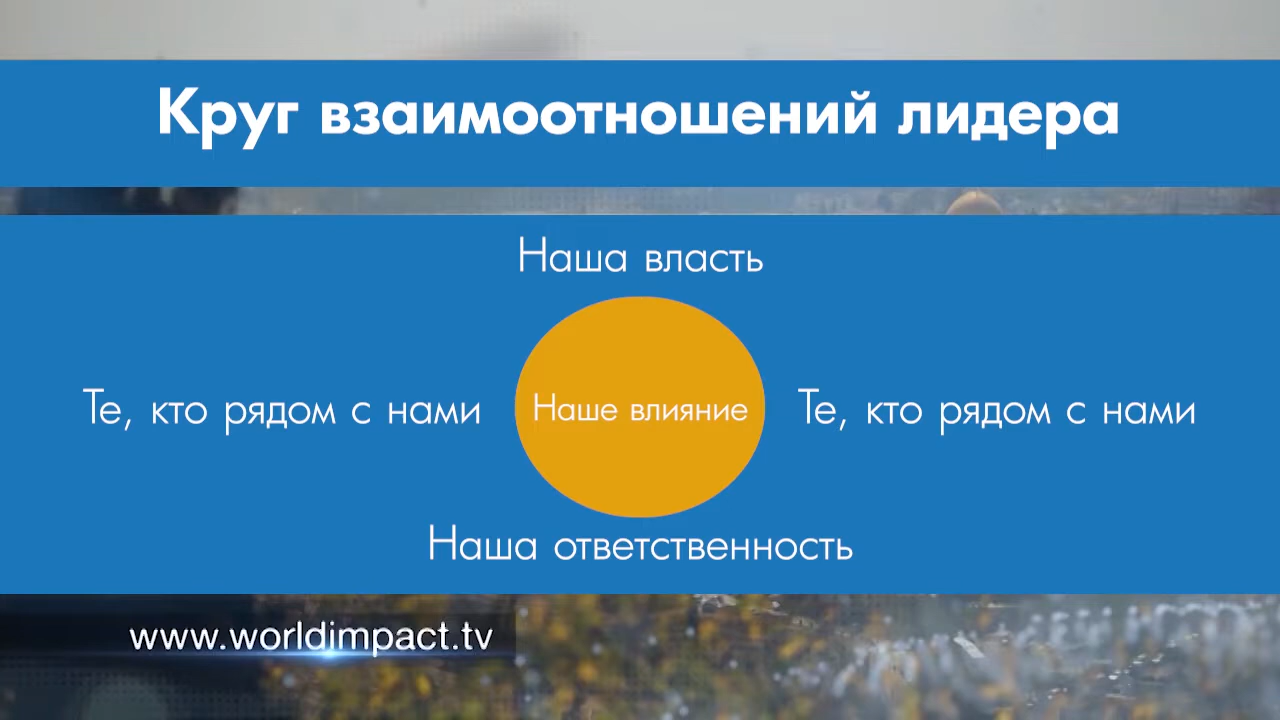 Круг взаимоотношений лидера
Наша власть
Те, кто рядом с нами
Наше влияние
Те, кто рядом с нами
Наша ответственность
www.worldimpact.tv